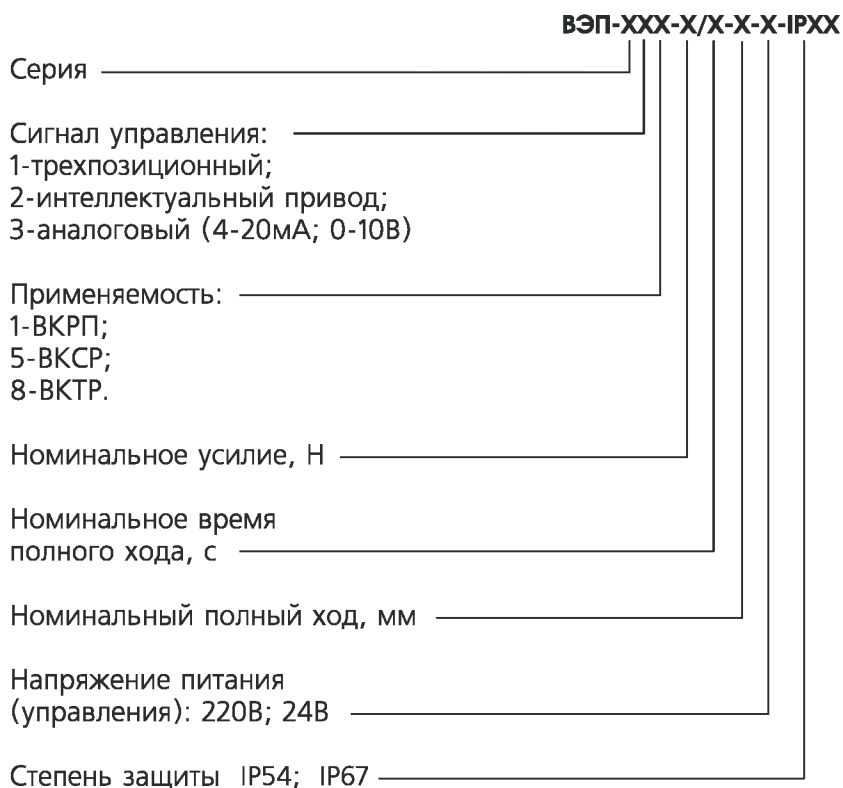 ВЭП-ХХХ-Х/Х-Х-Х-IPXX
Серия
Сигнал управления:
1-трехпозиционный;
2-интеллектуальный привод;
3-аналоговый (4-20мА; 0-10В)
Применяемость:
1-ВКРП;
5-ВКСР;
8-ВКТР.
Номинальное усилие, Н
Номинальное время
полного хода, с
Номинальный полный ход, мм
Напряжение питания
(управления): 220В; 24В
Степень защиты IP54; IP67